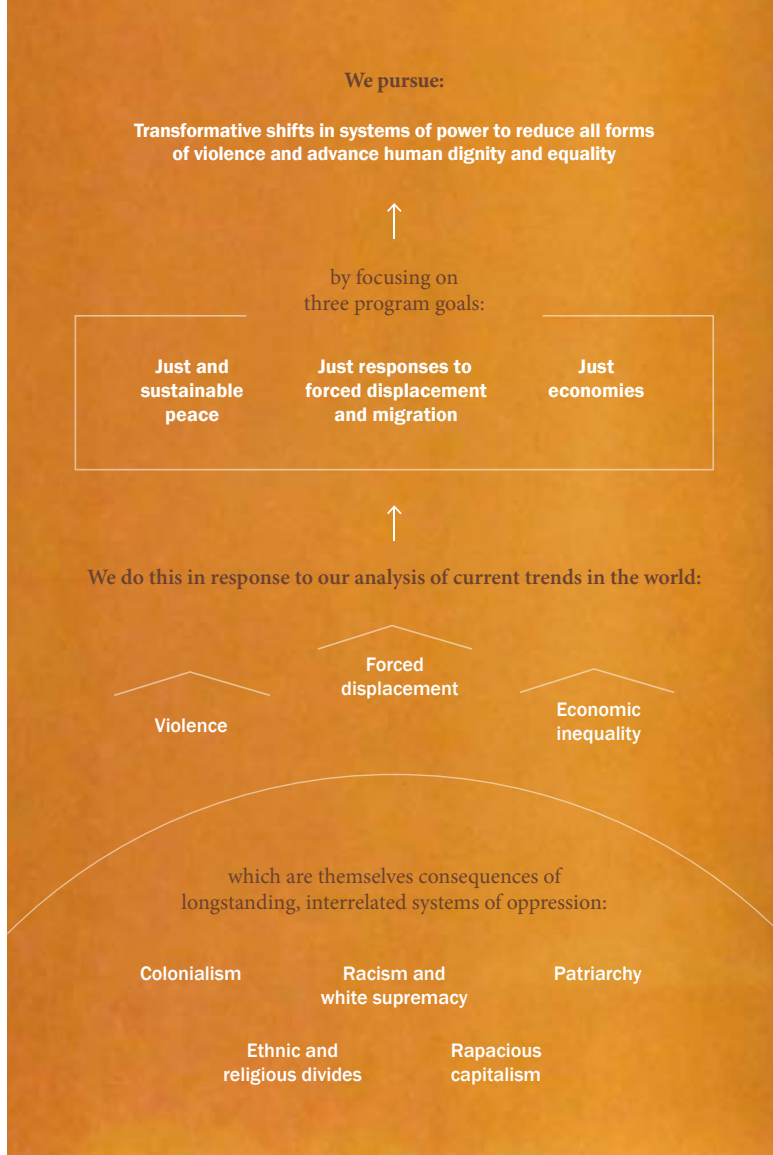 We pursue:
Transformative shifts in systems of power to reduce all forms
of violence and advance human dignity and equality
by focusing on
three program goals:
Just and
sustainable
peace
Just responses to
forced displacement
and migration
Just
economies
We do this in response to our analysis of current trends in the world:
Violence
Forced
displacement
Economic
inequality
which are themselves consequences of
longstanding, interrelated systems of oppression:
Colonialism
Racism and
white supremacy
Patriarchy
Ethnic and
religious divides
Rapacious
capitalism